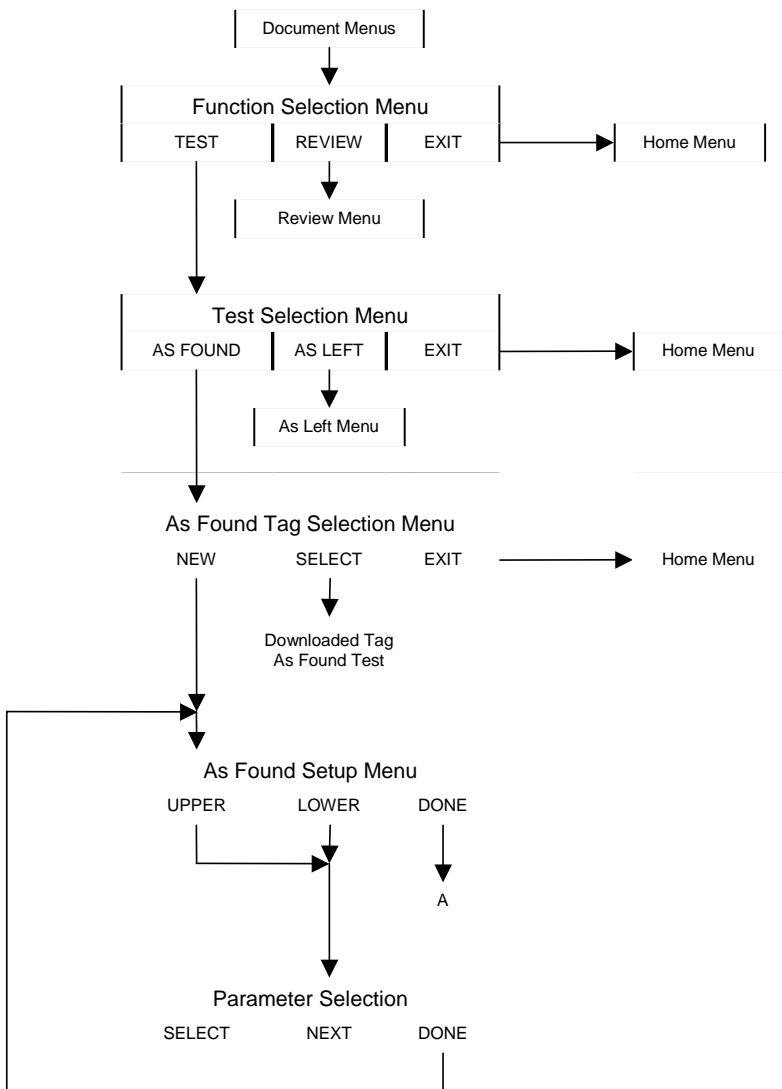 Document Menus
Function Selection Menu
TEST REVIEW EXIT Home Menu
Review Menu
Test Selection Menu
AS FOUND AS LEFT EXIT Home Menu
As Left Menu
As Found Tag Selection Menu
NEW SELECT EXIT Home Menu
Downloaded Tag
As Found Test
As Found Setup Menu
UPPER LOWER DONE
A
Parameter Selection
SELECT NEXT DONE